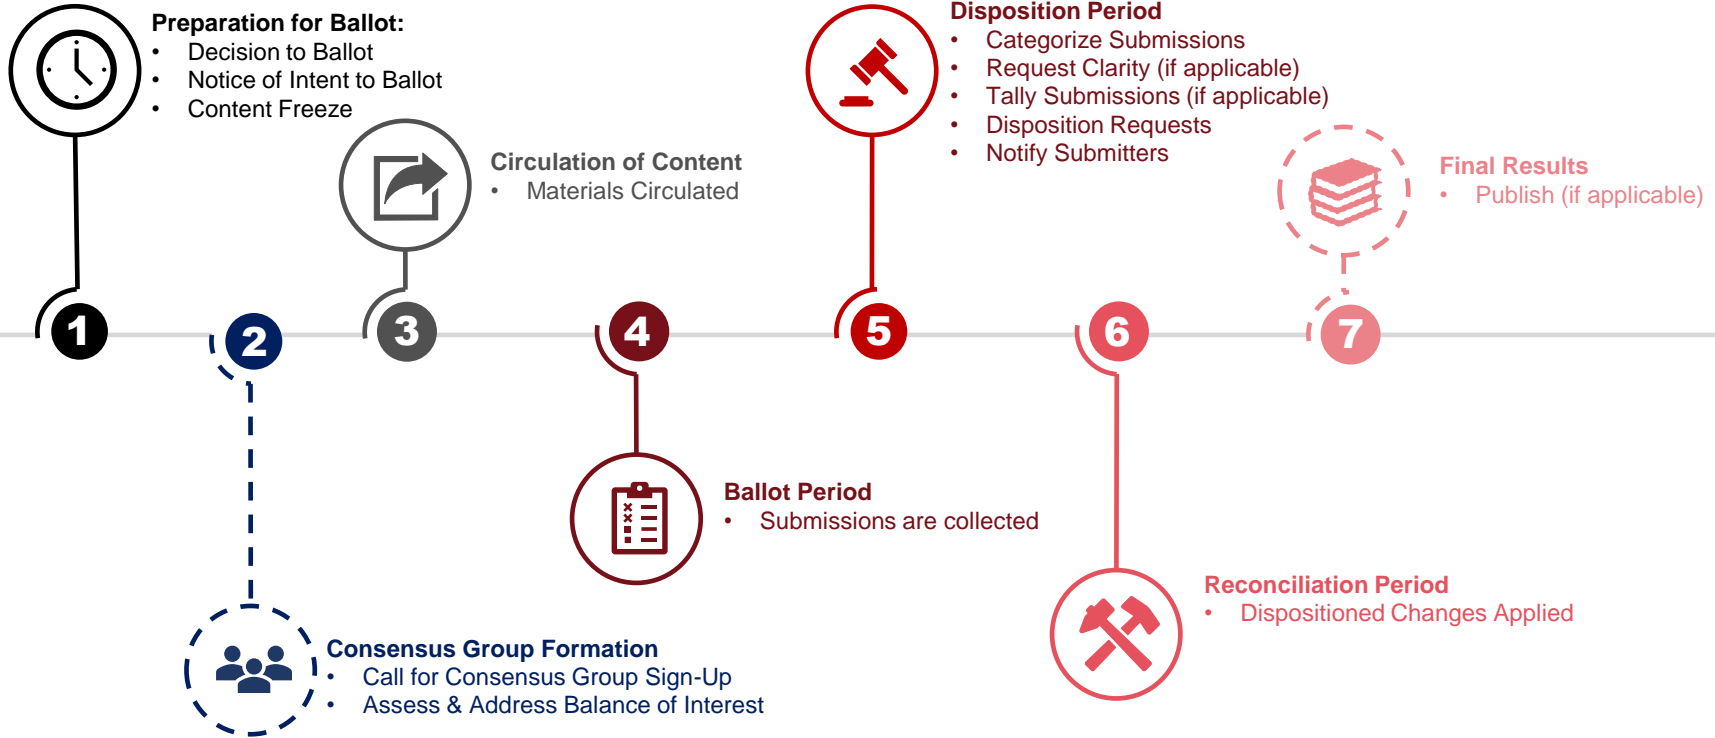 Preparation for Ballot:
• Decision to Ballot
• Notice of Intent to Ballot
• Content Freeze
Circulation of Content
• Materials Circulated
Disposition Period
• Categorize Submissions
• Request Clarity (if applicable)
• Tally Submissions (if applicable)
• Disposition Requests
• Notify Submitters
Final Results
• Publish (if applicable)
1
2
3
4
5
6
7
Ballot Period
• Submissions are collected
Reconciliation Period
• Dispositioned Changes Applied
Consensus Group Formation
• Call for Consensus Group Sign-Up
• Assess & Address Balance of Interest